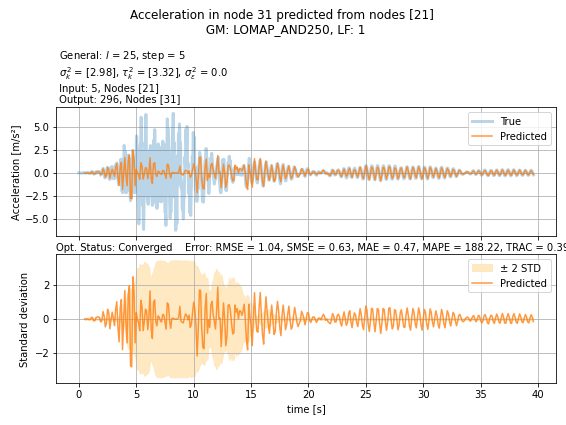 Acceleration in node 31 predicted from nodes [21]
GM: LOMAP_AND250, LF: 1
General: l = 25, step = 5
σ²ₖ = [2.98], τ²ₖ = [3.32], σ²ε = 0.0
Input: 5, Nodes [21]
Output: 296, Nodes [31]
Acceleration [m/s²]
5.0
2.5
0.0
−2.5
−5.0
True
Predicted
Opt. Status: Converged Error: RMSE = 1.04, SMSE = 0.63, MAE = 0.47, MAPE = 188.22, TRAC = 0.39
Standard deviation
2
0
−2
± 2 STD
Predicted
0 5 10 15 20 25 30 35 40
time [s]